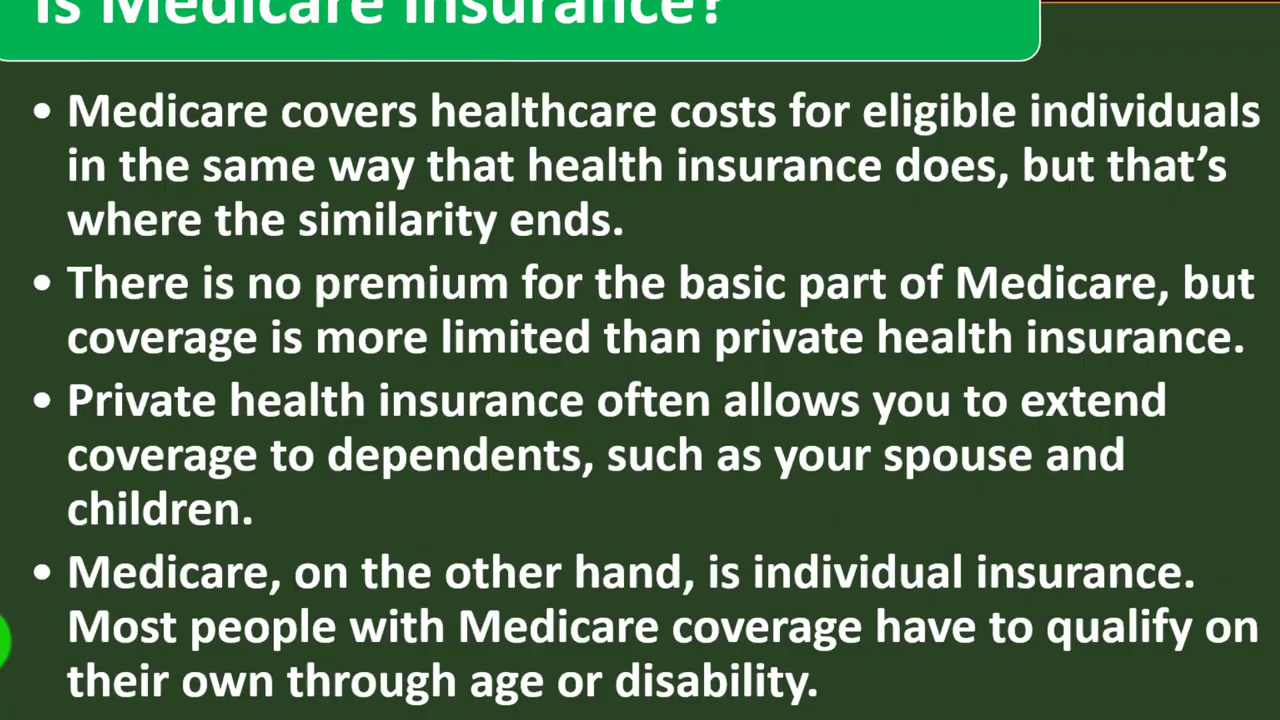 Is Medicare Insurance?
• Medicare covers healthcare costs for eligible individuals
in the same way that health insurance does, but that’s
where the similarity ends.
• There is no premium for the basic part of Medicare, but
coverage is more limited than private health insurance.
• Private health insurance often allows you to extend
coverage to dependents, such as your spouse and
children.
• Medicare, on the other hand, is individual insurance.
Most people with Medicare coverage have to qualify on
their own through age or disability.